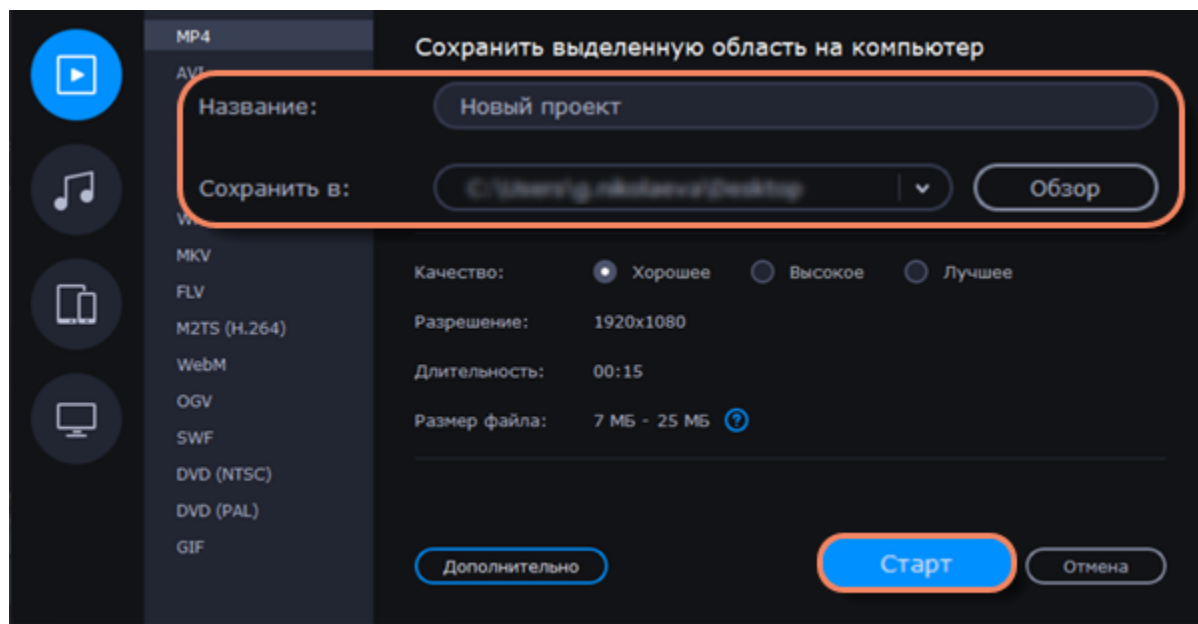 MP4
AVI
MKV
FLV
M2TS (H.264)
WebM
OGV
SWF
DVD (NTSC)
DVD (PAL)
GIF
Сохранить выделенную область на компьютер
Название: Новый проект
Сохранить в: Обзор
Качество: Хорошее Высокое Лучшее
Разрешение: 1920x1080
Длительность: 00:15
Размер файла: 7 МБ - 25 МБ ?
Дополнительно Старт Отмена